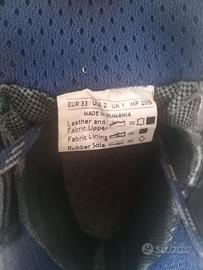 EUR 33 USA 2 UK 1 MP 205
MADE IN ROMANIA
Leather and
Fabric Upper
Fabric Lining
Rubber Sole
SUBITO